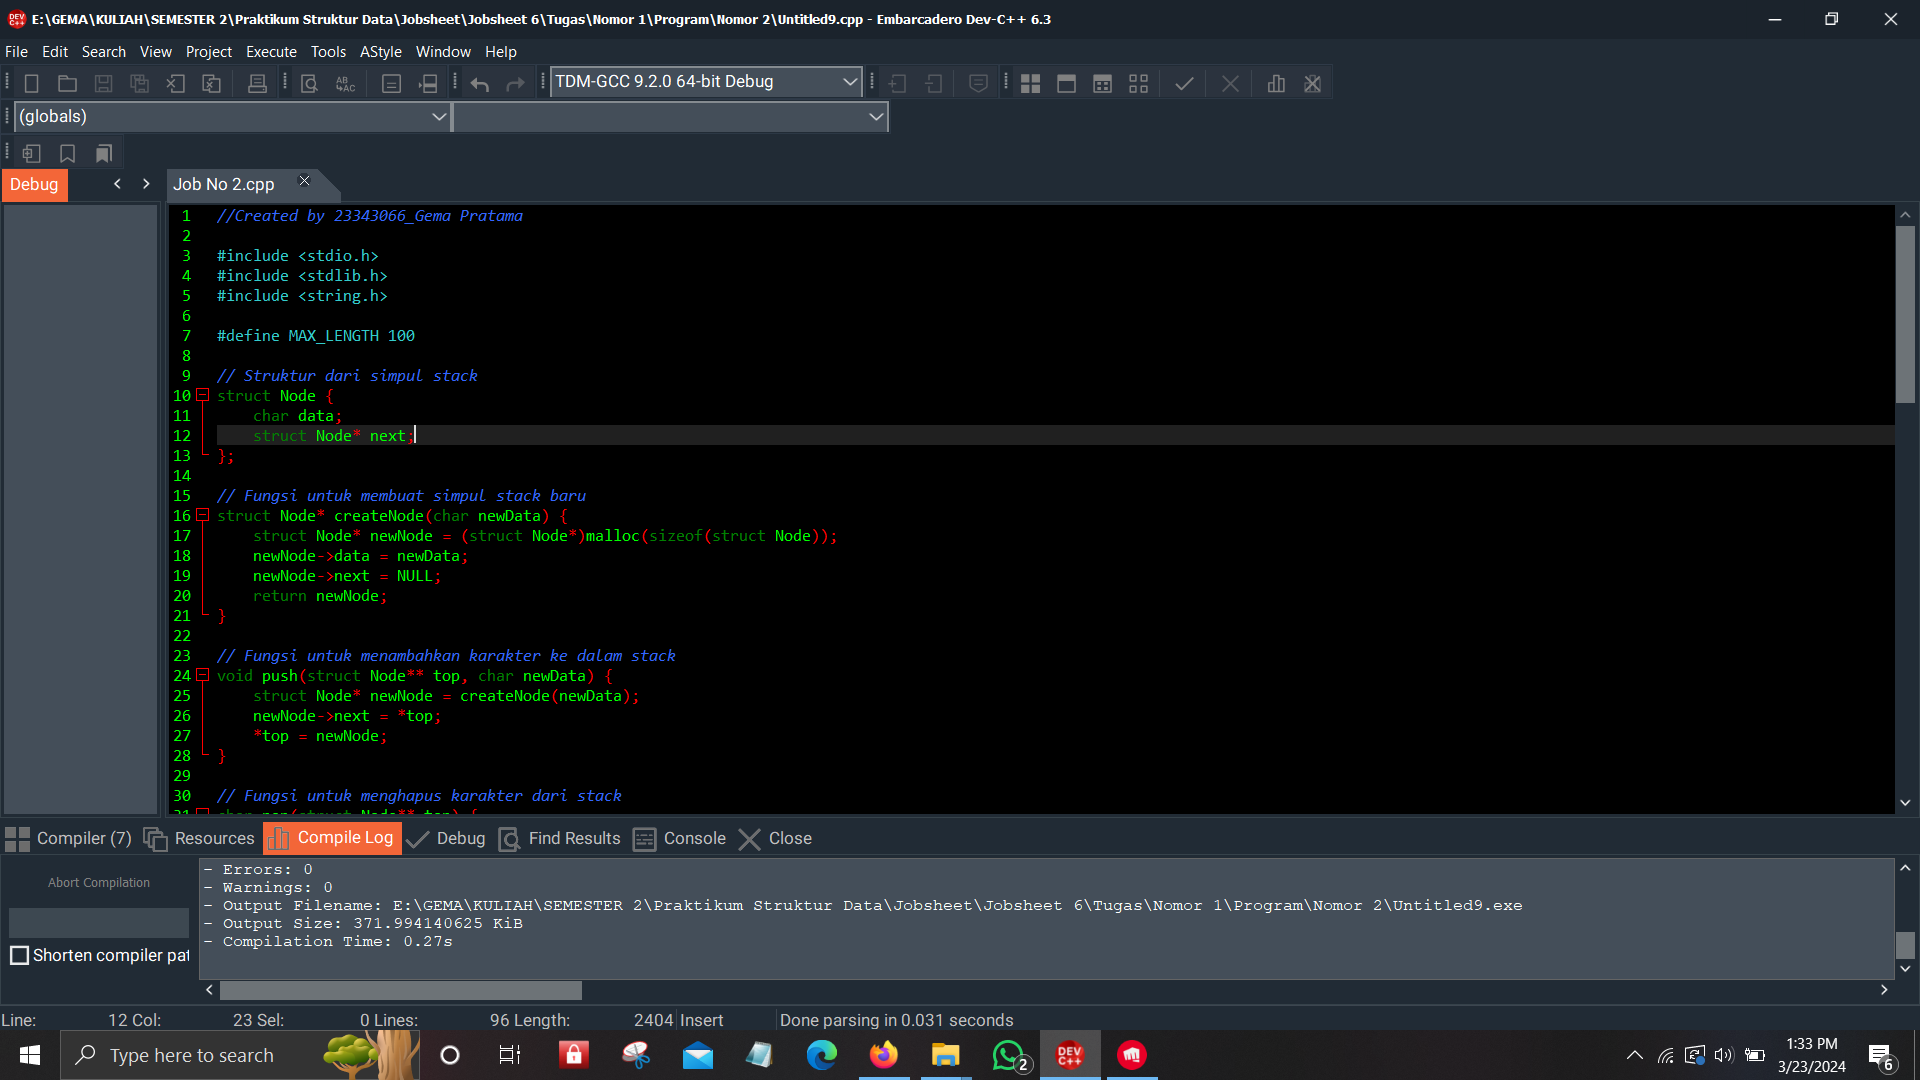 E:\GEMA\KULIAH\SEMESTER 2\Praktikum Struktur Data\Jobsheet\Jobsheet 6\Tugas\Nomor 1\Program\Nomor 2\Untitled9.cpp - Embarcadero Dev-C++ 6.3
File Edit Search View Project Execute Tools AStyle Window Help
TDM-GCC 9.2.0 64-bit Debug
(globals)
Debug
Job No 2.cpp
1 //Created by 23343066_Gema Pratama
2
3 #include <stdio.h>
4 #include <stdlib.h>
5 #include <string.h>
6
7 #define MAX_LENGTH 100
8
9 // Struktur dari simpul stack
10 struct Node {
11     char data;
12     struct Node* next;
13 };
14
15 // Fungsi untuk membuat simpul stack baru
16 struct Node* createNode(char newData) {
17     struct Node* newNode = (struct Node*)malloc(sizeof(struct Node));
18     newNode->data = newData;
19     newNode->next = NULL;
20     return newNode;
21 }
22
23 // Fungsi untuk menambahkan karakter ke dalam stack
24 void push(struct Node** top, char newData) {
25     struct Node* newNode = createNode(newData);
26     newNode->next = *top;
27     *top = newNode;
28 }
29
30 // Fungsi untuk menghapus karakter dari stack
31 char pop(struct Node** top) {
Compiler (7) Resources Compile Log Debug Find Results Console Close
Abort Compilation
Shorten compiler pat
- Errors: 0
- Warnings: 0
- Output Filename: E:\GEMA\KULIAH\SEMESTER 2\Praktikum Struktur Data\Jobsheet\Jobsheet 6\Tugas\Nomor 1\Program\Nomor 2\Untitled9.exe
- Output Size: 371.994140625 KiB
- Compilation Time: 0.27s
Line: 12 Col: 23 Sel: 0 Lines: 96 Length: 2404 Insert Done parsing in 0.031 seconds
Type here to search
2
DEV C++
1:33 PM
3/23/2024
6